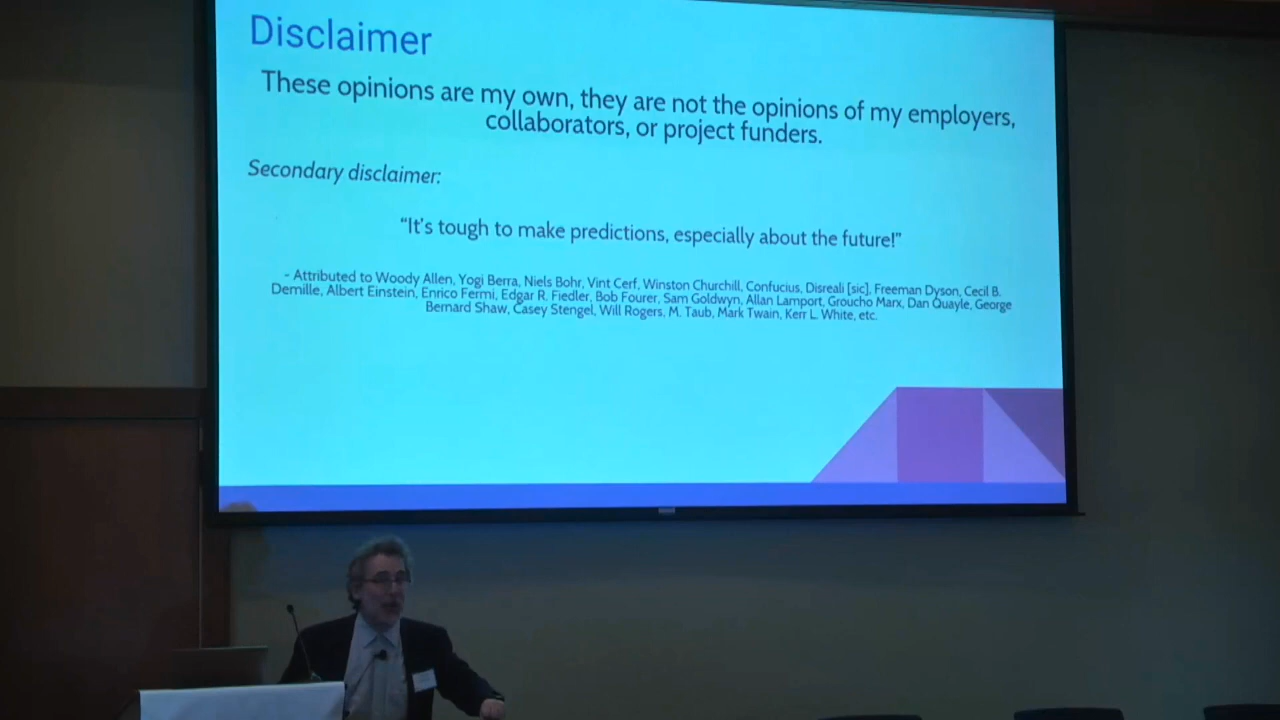 Disclaimer
These opinions are my own, they are not the opinions of my employers,
collaborators, or project funders.
Secondary disclaimer:
“It's tough to make predictions, especially about the future!”
- Attributed to Woody Allen, Yogi Berra, Niels Bohr, Vint Cerf, Winston Churchill, Confucius, Disreali [sic], Freeman Dyson, Cecil B.
Demille, Albert Einstein, Enrico Fermi, Edgar R. Fiedler, Bob Fourer, Sam Goldwyn, Allan Lamport, Groucho Marx, Dan Quayle, George
Bernard Shaw, Casey Stengel, Will Rogers, M. Taub, Mark Twain, Kerr L. White, etc.